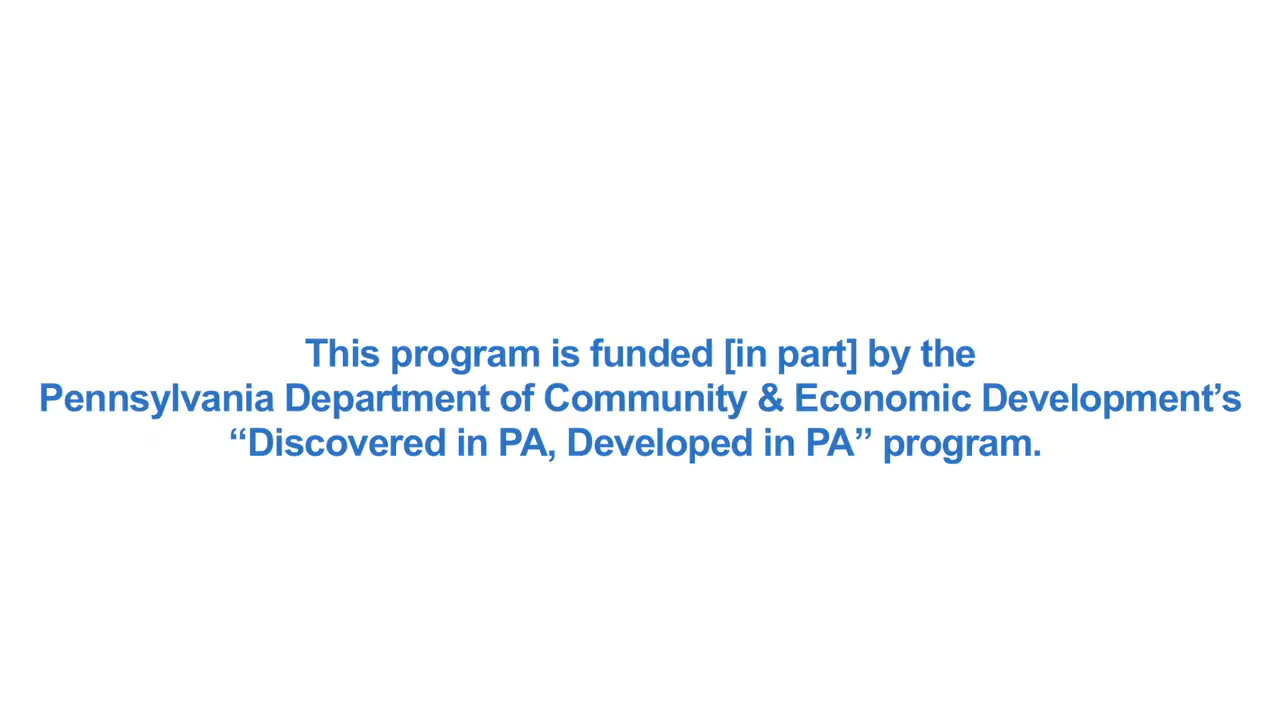 This program is funded [in part] by the
Pennsylvania Department of Community & Economic Development’s
“Discovered in PA, Developed in PA” program.